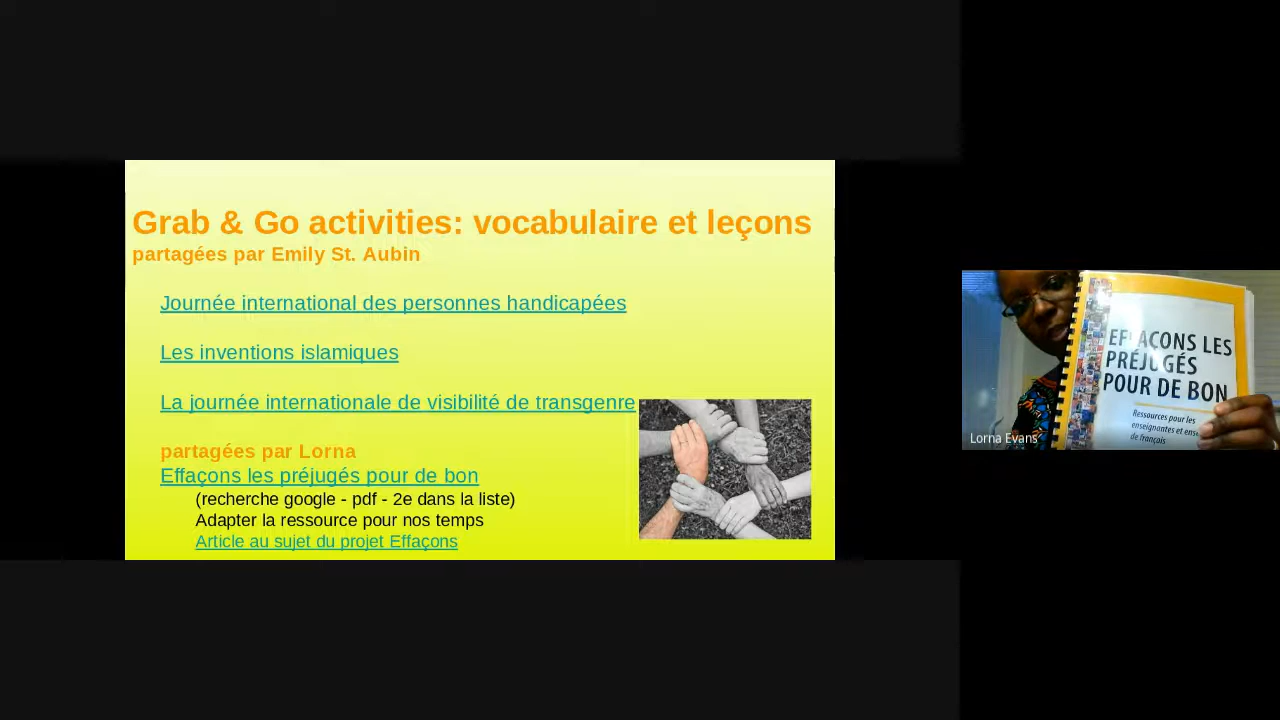 Grab & Go activities: vocabulaire et leçons
partagées par Emily St. Aubin
Journée international des personnes handicapées
Les inventions islamiques
La journée internationale de visibilité de transgenre
partagées par Lorna
Effaçons les préjugés pour de bon
(recherche google - pdf - 2e dans la liste)
Adapter la ressource pour nos temps
Article au sujet du projet Effaçons
EFFAÇONS LES
PRÉJUGÉS
POUR DE BON
Ressources pour les
enseignantes et
de français
Lorna Evans